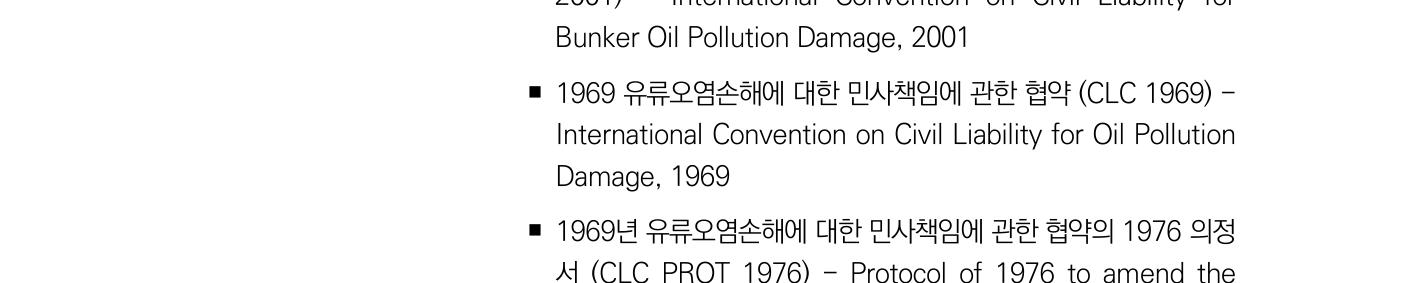 2001) – International Convention on Civil Liability for
Bunker Oil Pollution Damage, 2001
■ 1969 유류오염손해에 대한 민사책임에 관한 협약 (CLC 1969) –
International Convention on Civil Liability for Oil Pollution
Damage, 1969
■ 1969년 유류오염손해에 대한 민사책임에 관한 협약의 1976 의정
서 (CLC PROT 1976) – Protocol of 1976 to amend the